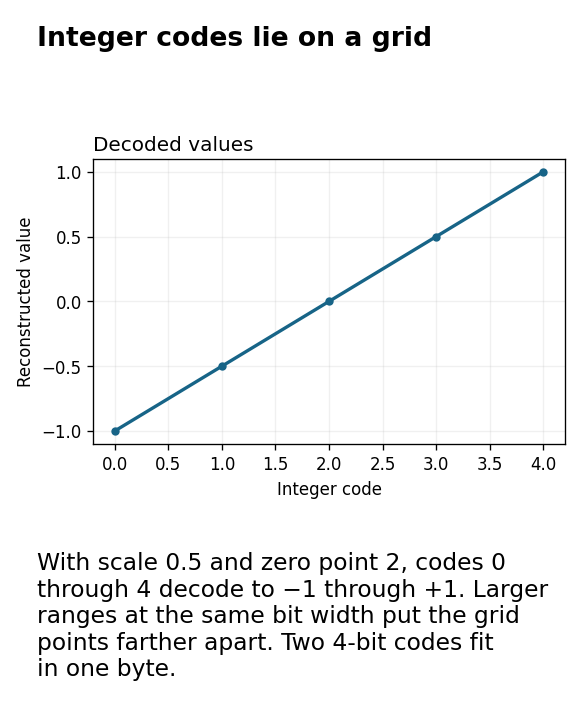 Integer codes lie on a grid
Decoded values
1.0
0.5
0.0
−0.5
−1.0
Reconstructed value
0.0 0.5 1.0 1.5 2.0 2.5 3.0 3.5 4.0
Integer code
With scale 0.5 and zero point 2, codes 0
through 4 decode to −1 through +1. Larger
ranges at the same bit width put the grid
points farther apart. Two 4-bit codes fit
in one byte.